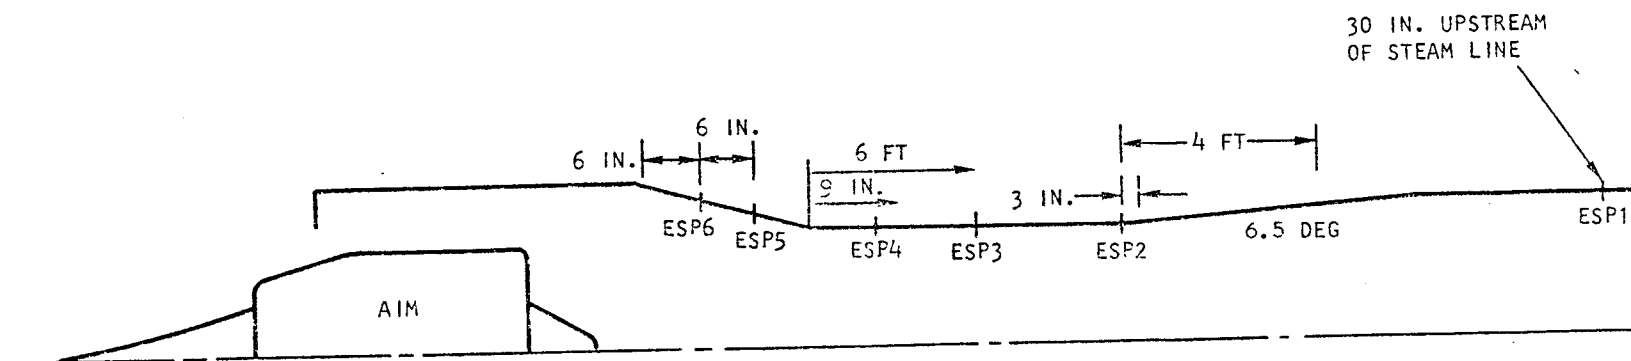 30 IN. UPSTREAM
OF STEAM LINE
6 IN.
6 IN.
6 FT
9 IN.
4 FT
3 IN.
ESP6
ESP5
ESP4
ESP3
ESP2
6.5 DEG
ESP1
AIM